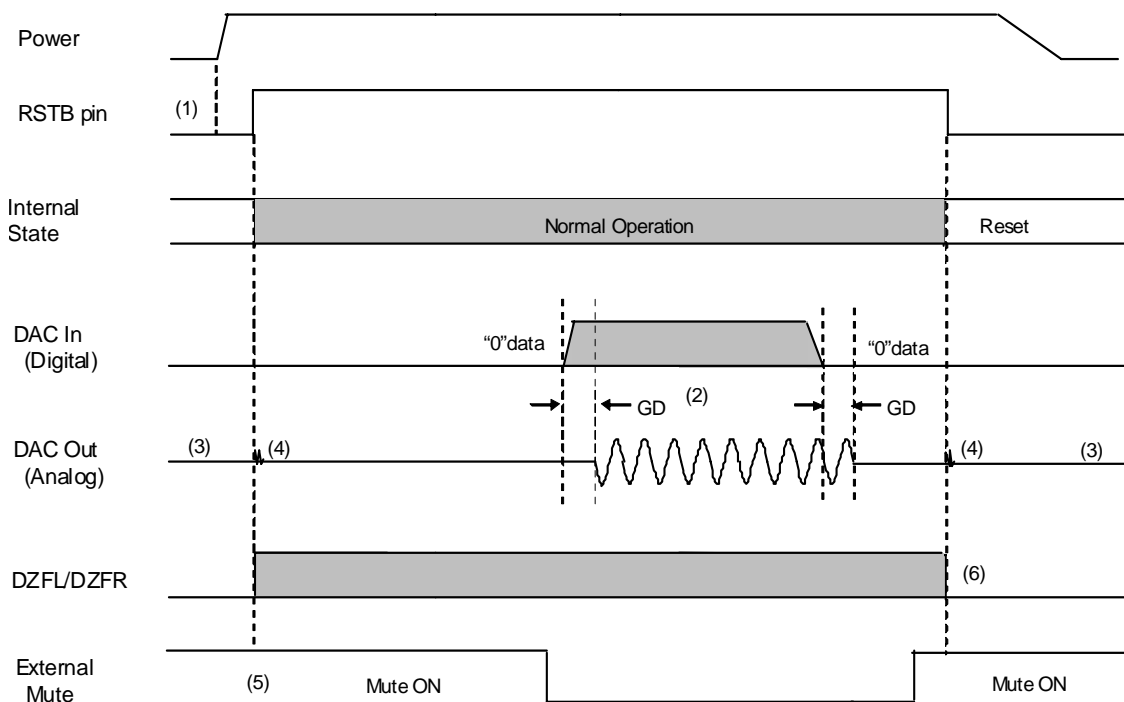 Power
RSTB pin
(1)
Internal
State
Normal Operation
Reset
DAC In
(Digital)
“0”data
“0”data
GD
(2)
GD
DAC Out
(Analog)
(3)
(4)
(4)
(3)
DZFL/DZFR
(6)
External
Mute
(5)
Mute ON
Mute ON